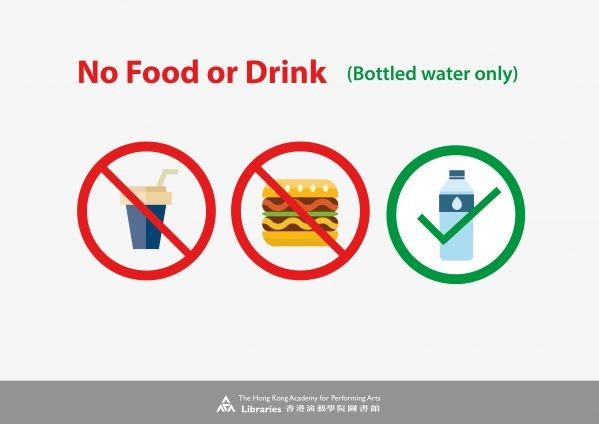 No Food or Drink (Bottled water only)
The Hong Kong Academy for Performing Arts
Libraries 香港演藝學院圖書館